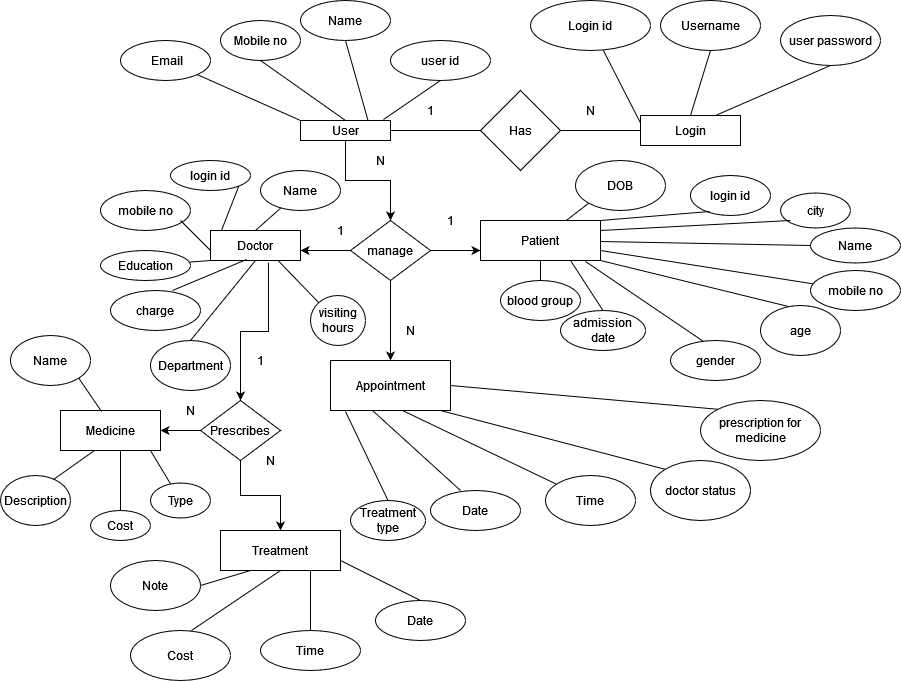 Name
Login id
Username
Mobile no
user password
Email
user id
1
N
User
Has
Login
N
login id
Name
DOB
login id
city
mobile no
1
1
Doctor
manage
Patient
Name
Education
mobile no
blood group
charge
visiting
hours
admission
date
age
N
gender
Name
Department
1
Appointment
N
prescription for
medicine
Medicine
Prescribes
N
doctor status
Description
Type
Time
Treatment
type
Date
Cost
Treatment
Note
Date
Cost
Time